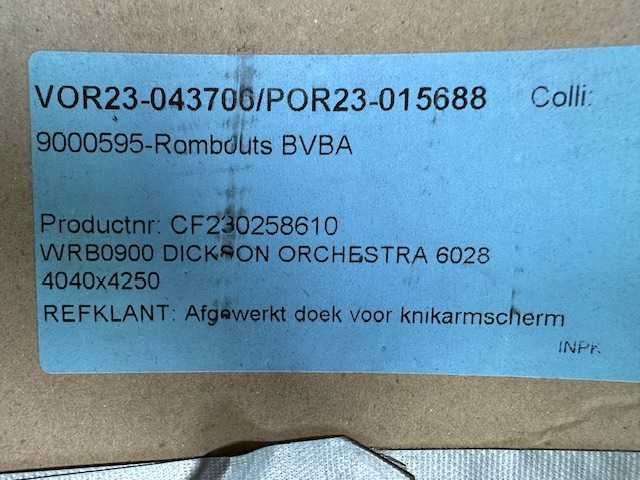 VOR23-043706/POR23-015688 Colli:
9000595-Rombouts BVBA
Productnr: CF230258610
WRB0900 DICKSON ORCHESTRA 6028
4040x4250
REFKLANT: Afgewerkt doek voor knikarmscherm
INPK